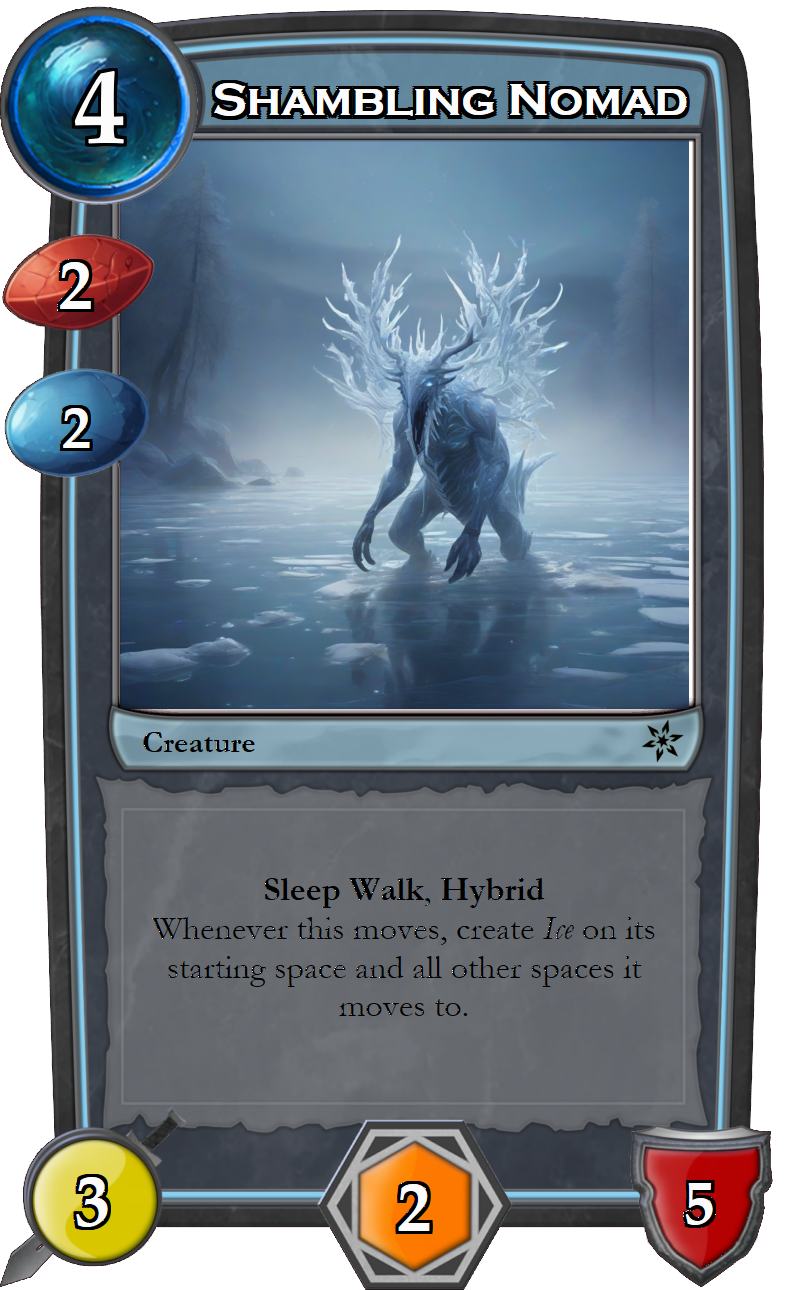 4
Shambling Nomad
2
2
Creature
Sleep Walk, Hybrid
Whenever this moves, create Ice on its
starting space and all other spaces it
moves to.
3
2
5